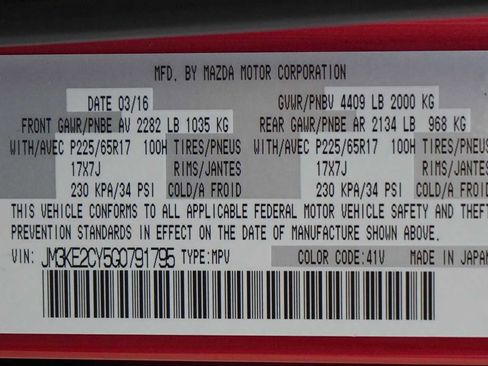 MFD. BY MAZDA MOTOR CORPORATION
DATE 03/16 GVWR/PNBV 4409 LB 2000 KG
FRONT GAWR/PNBE AV 2282 LB 1035 KG REAR GAWR/PNBE AR 2134 LB 968 KG
WITH/AVEC P225/65R17 100H TIRES/PNEUS WITH/AVEC P225/65R17 100H TIRES/PNEUS
17X7J RIMS/JANTES 17X7J RIMS/JANTES
230 KPA/34 PSI COLD/A FROID 230 KPA/34 PSI COLD/A FROID
THIS VEHICLE CONFORMS TO ALL APPLICABLE FEDERAL MOTOR VEHICLE SAFETY AND THEFT
PREVENTION STANDARDS IN EFFECT ON THE DATE OF MANUFACTURE SHOWN ABOVE.
VIN: JM3KE2CY5G0791795 TYPE:MPV COLOR CODE:41V MADE IN JAPAN